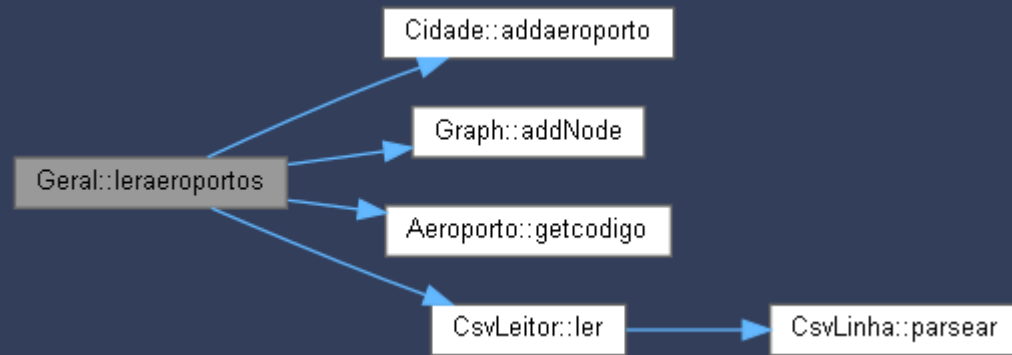 Cidade::addaeroporto
Graph::addNode
Geral::leraeroportos
Aeroporto::getcodigo
CsvLeitor::ler
CsvLinha::parsear